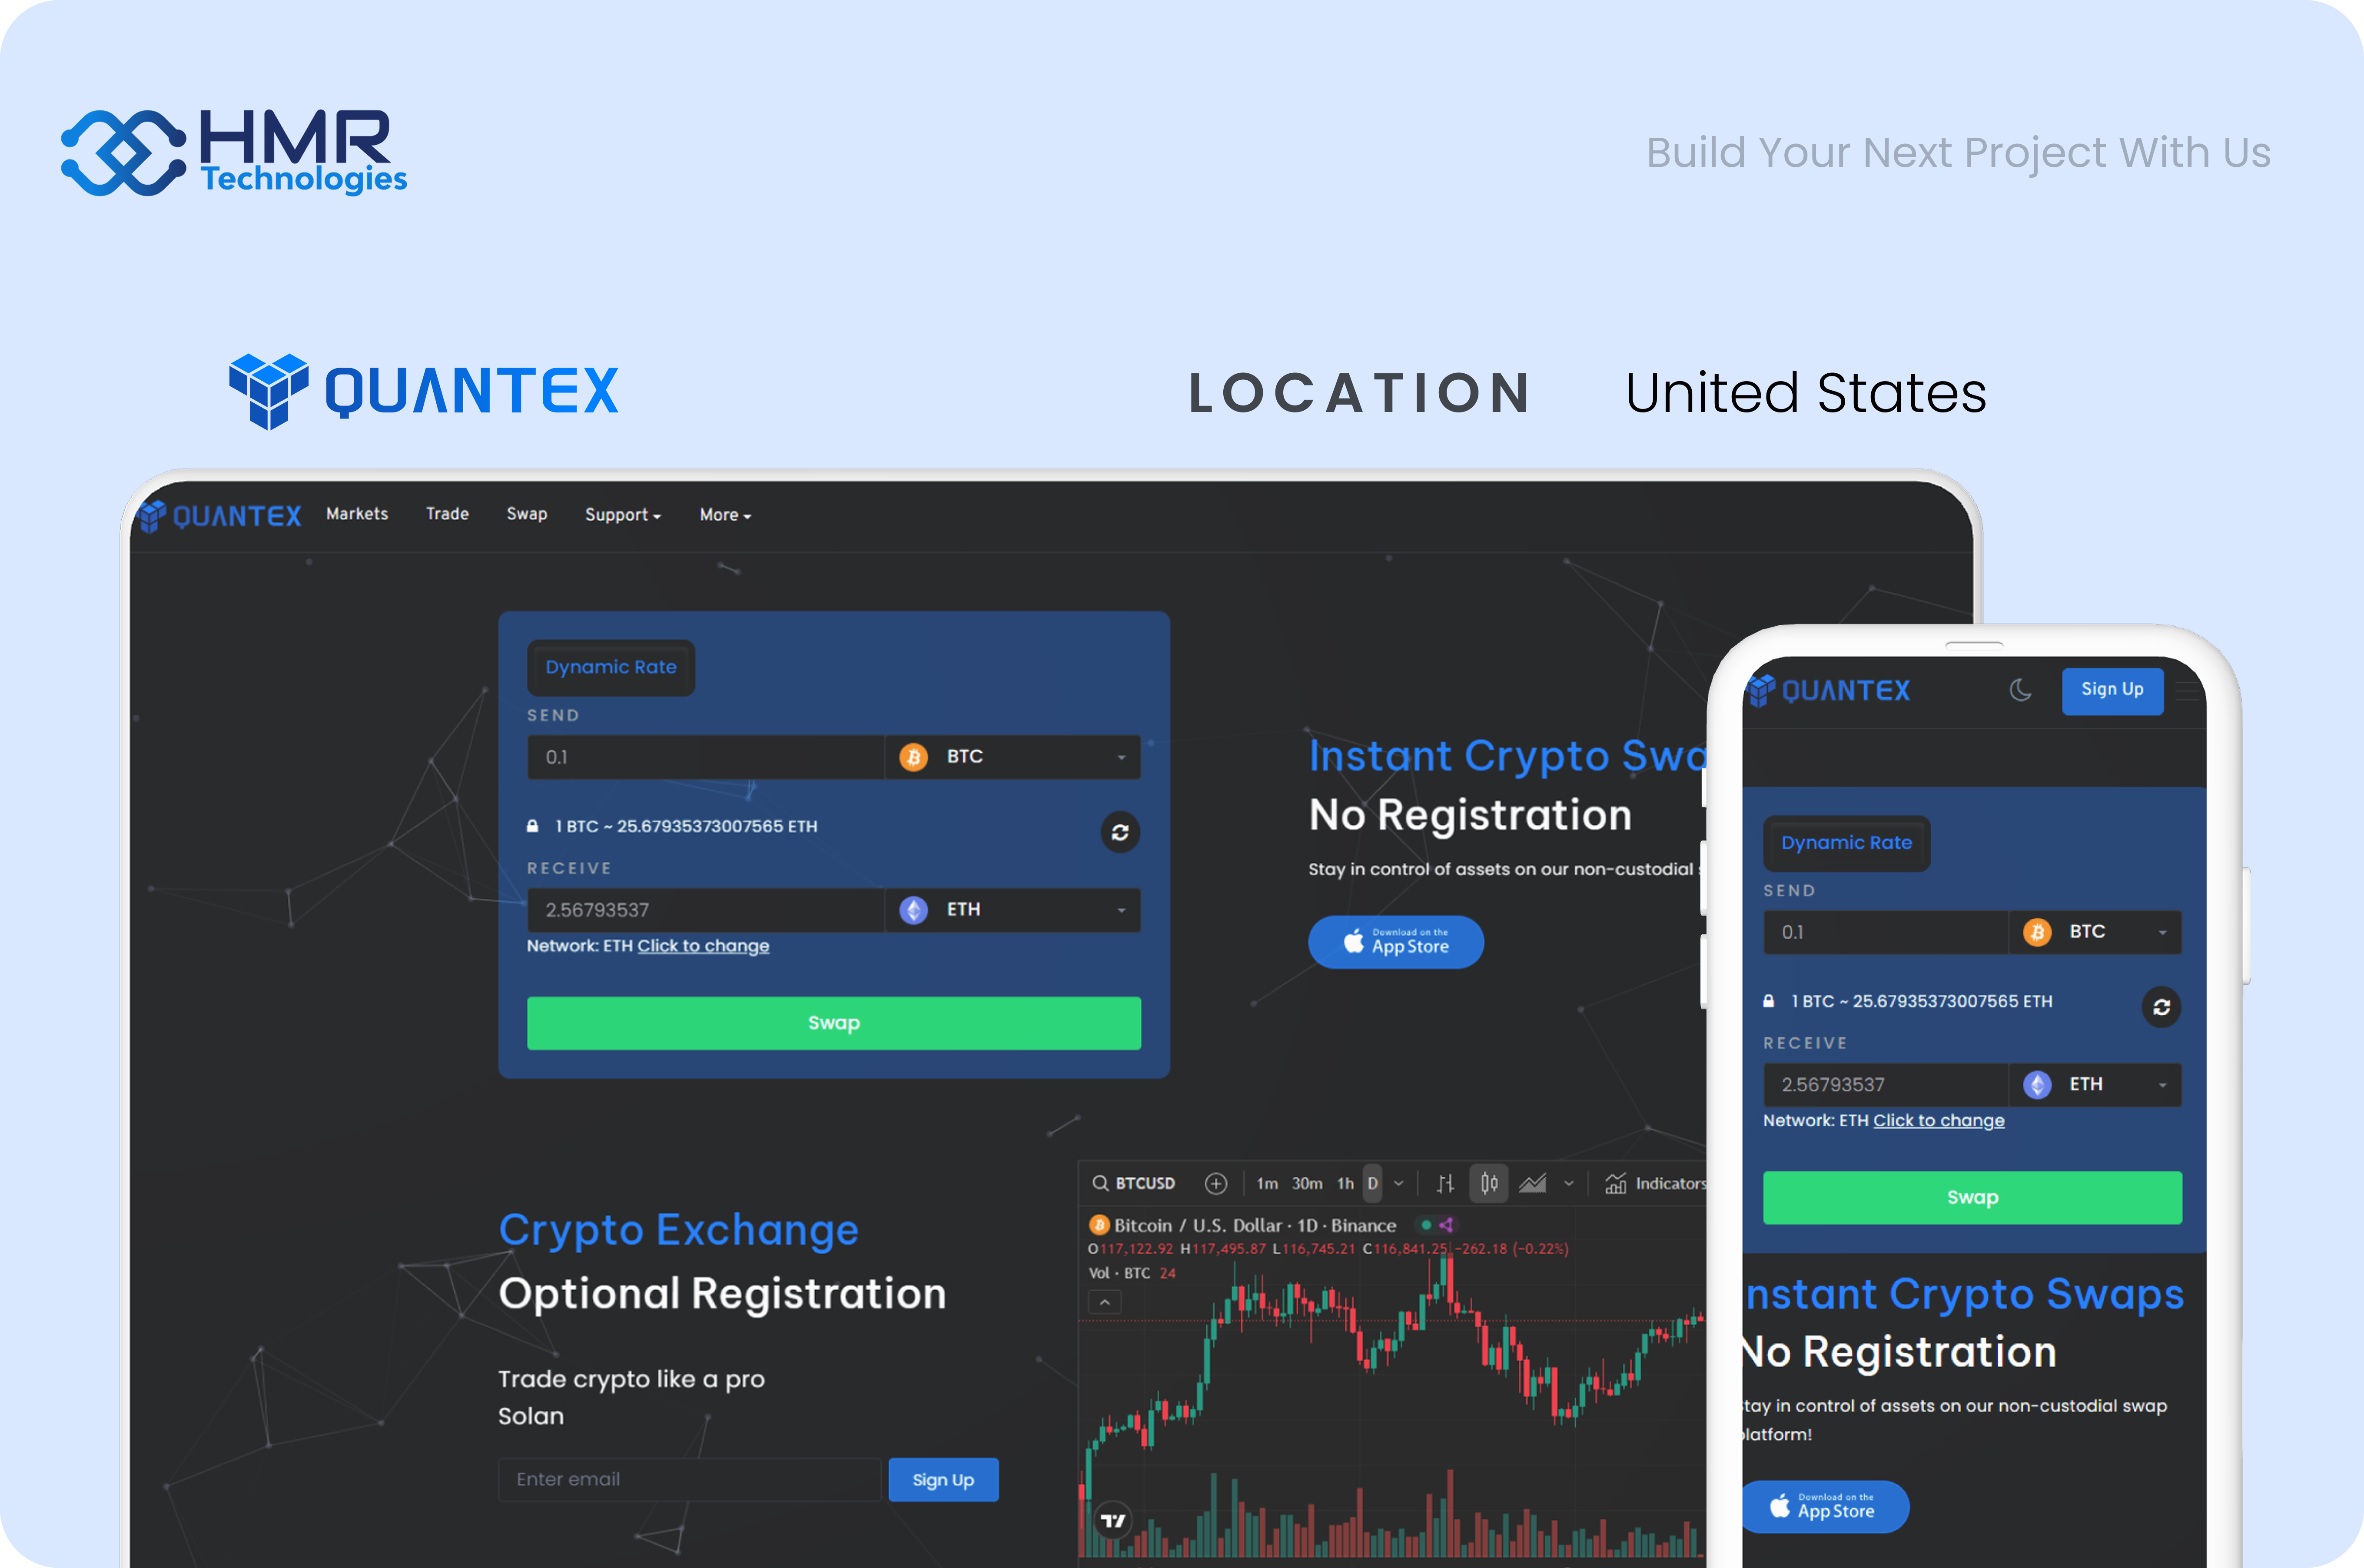 HMR
Technologies
Build Your Next Project With Us
QUANTEX
LOCATION United States
QUANTEX Markets Trade Swap Support More
Dynamic Rate
SEND
0.1 BTC
1 BTC ~ 25.67935373007565 ETH
RECEIVE
2.56793537 ETH
Network: ETH Click to change
Swap
Instant Crypto Swa
No Registration
Stay in control of assets on our non-custodial s
Download on the
App Store
Crypto Exchange
Optional Registration
Trade crypto like a pro
Solan
Enter email Sign Up
BTCUSD 1m 30m 1h D Indicators
Bitcoin / U.S. Dollar · 1D · Binance
O117,122.92 H117,495.87 L116,745.21 C116,841.25 -262.18 (-0.22%)
Vol · BTC 24
QUANTEX Sign Up
Dynamic Rate
SEND
0.1 BTC
1 BTC ~ 25.67935373007565 ETH
RECEIVE
2.56793537 ETH
Network: ETH Click to change
Swap
nstant Crypto Swaps
No Registration
Stay in control of assets on our non-custodial swap
platform!
Download on the
App Store